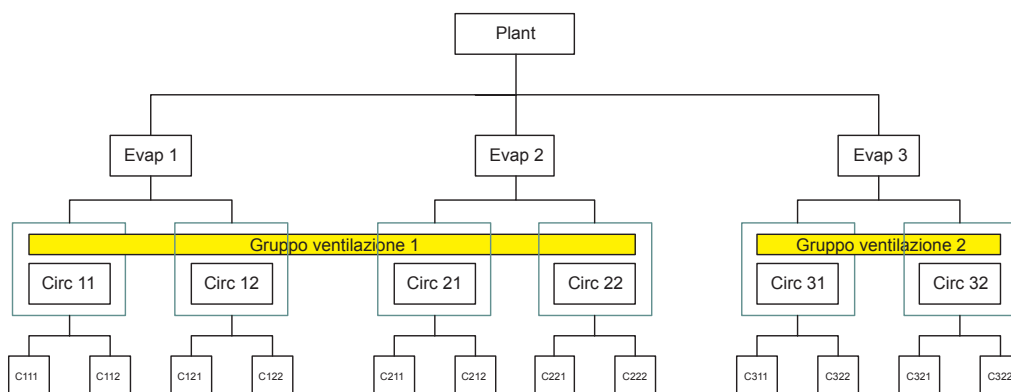 Plant
Evap 1
Evap 2
Evap 3
Gruppo ventilazione 1
Gruppo ventilazione 2
Circ 11
Circ 12
Circ 21
Circ 22
Circ 31
Circ 32
C111
C112
C121
C122
C211
C212
C221
C222
C311
C322
C321
C322